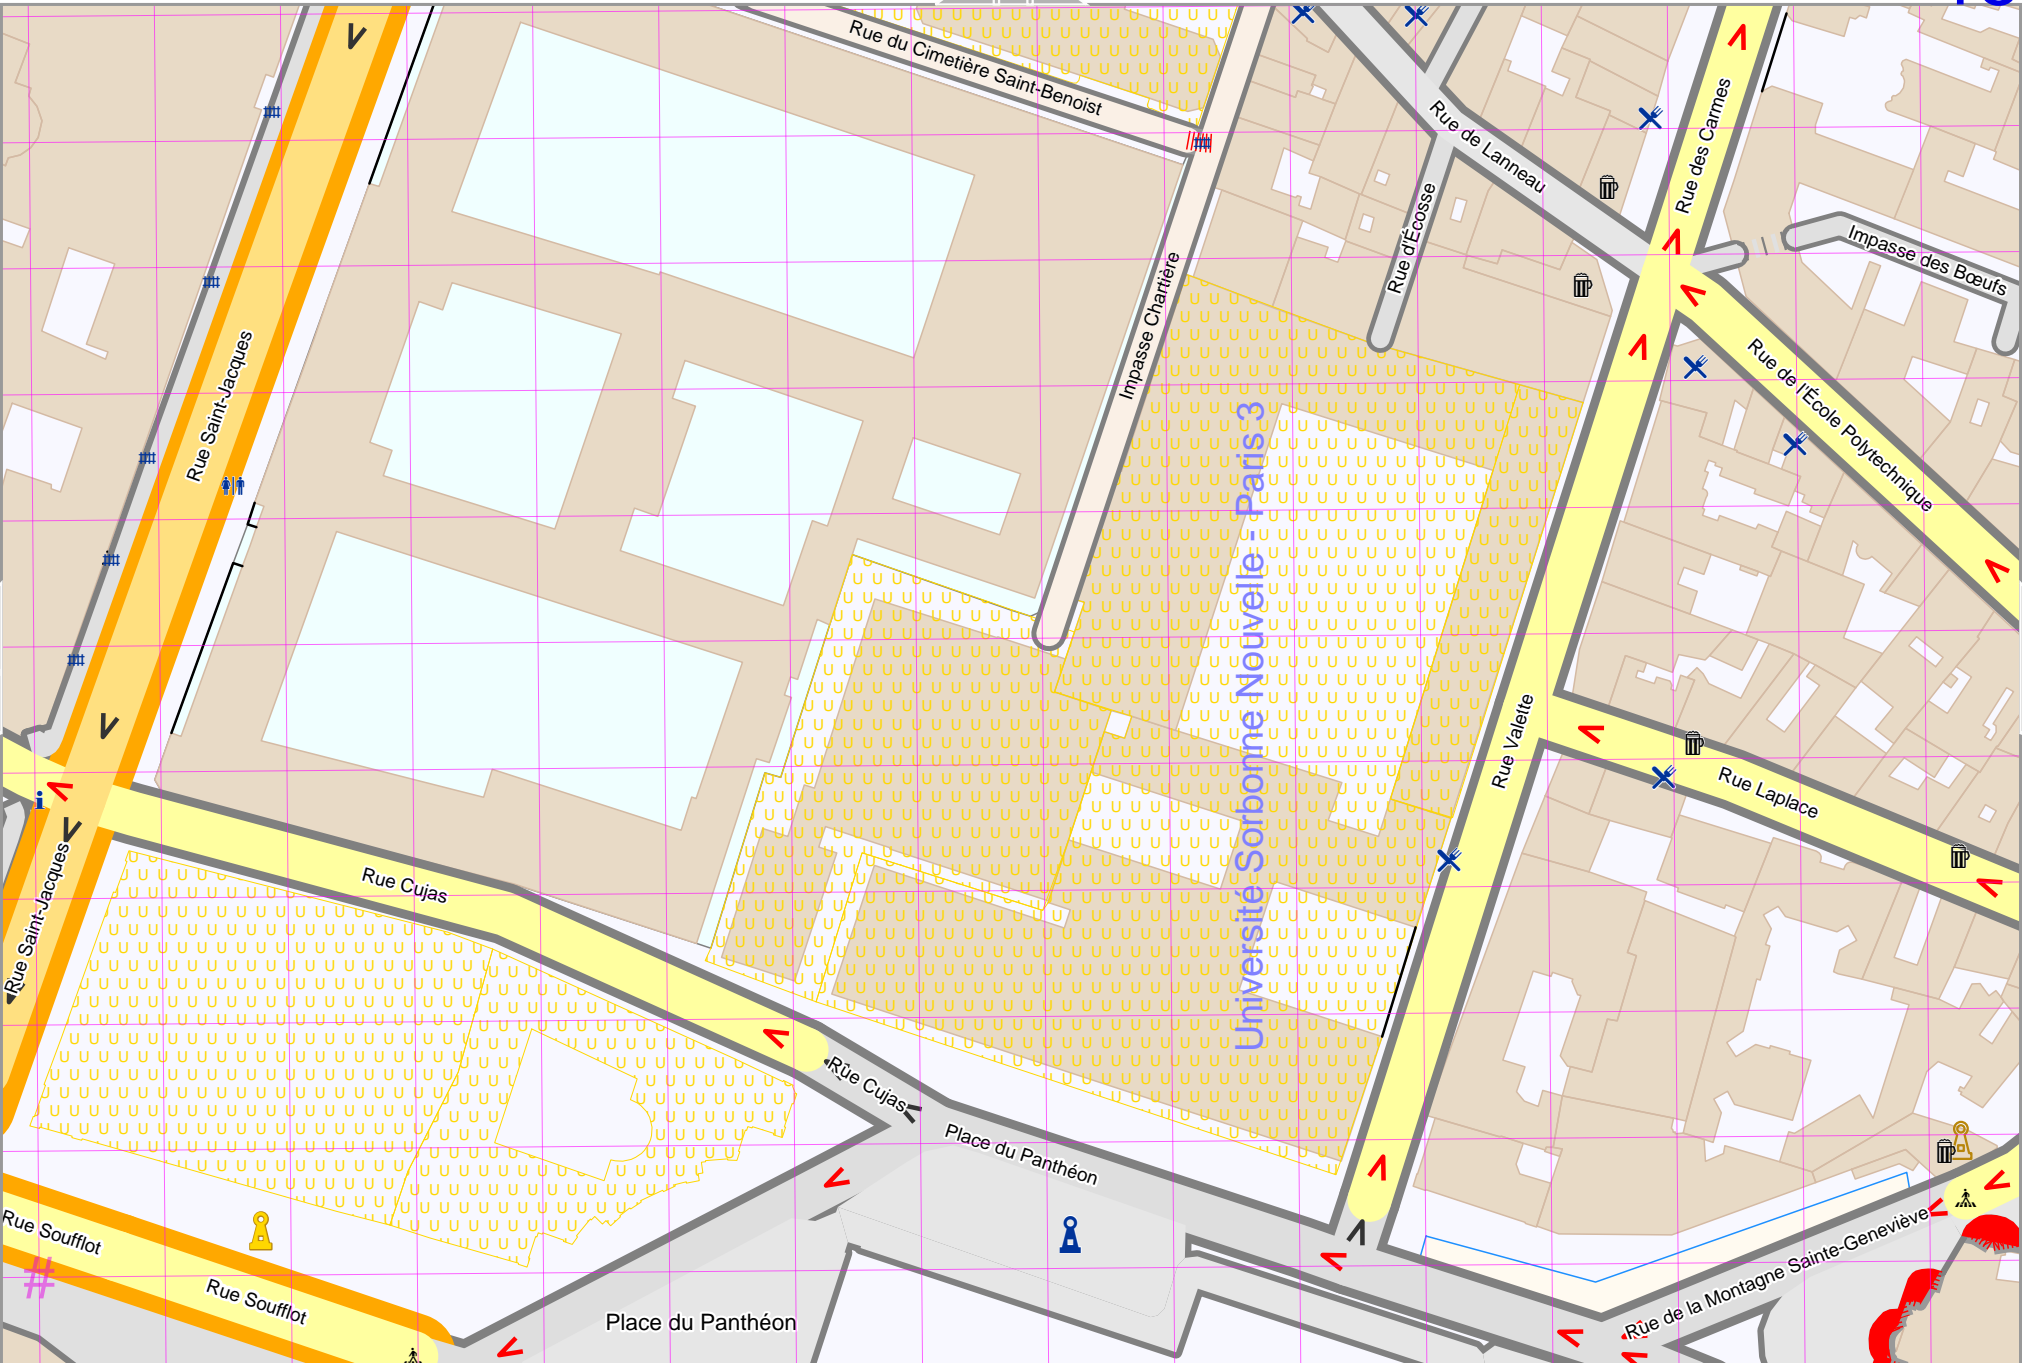 Rue du Cimetière Saint-Benoist
Rue de Lanneau
Rue des Carmes
Rue d'Écosse
Impasse des Bœufs
Impasse Chartière
Rue Saint-Jacques
Rue de l'École Polytechnique
Université Sorbonne Nouvelle - Paris 3
Rue Valette
Rue Laplace
Rue Cujas
Rue Saint-Jacques
Rue Cujas
Place du Panthéon
Rue Soufflot
Rue Soufflot
Place du Panthéon
Rue de la Montagne Sainte-Geneviève